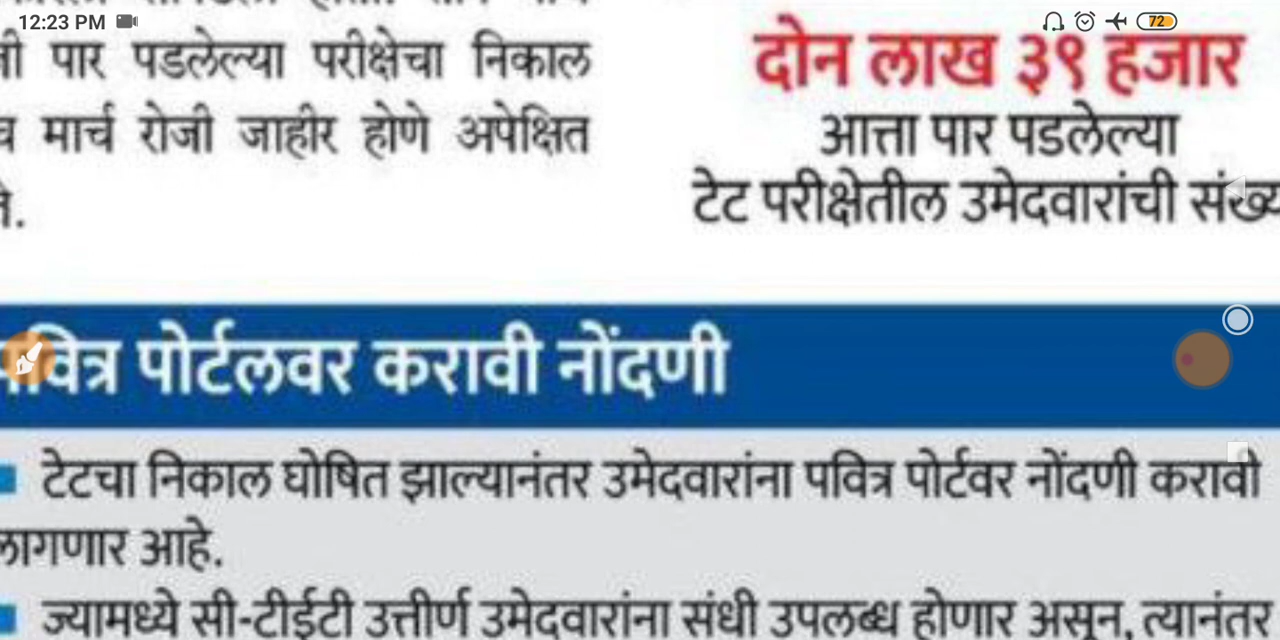 12:23 PM
72
पार पडलेल्या परीक्षेचा निकाल
मार्च रोजी जाहीर होणे अपेक्षित
दोन लाख ३९ हजार
आत्ता पार पडलेल्या
टेट परीक्षेतील उमेदवारांची
पवित्र पोर्टलवर करावी नोंदणी
टेटचा निकाल घोषित झाल्यानंतर उमेदवारांना पवित्र पोर्टवर नोंदणी करावी
लागणार आहे.
ज्यामध्ये सी-टीईटी उत्तीर्ण उमेदवारांना संधी उपलब्ध होणार असून, त्यानंतर